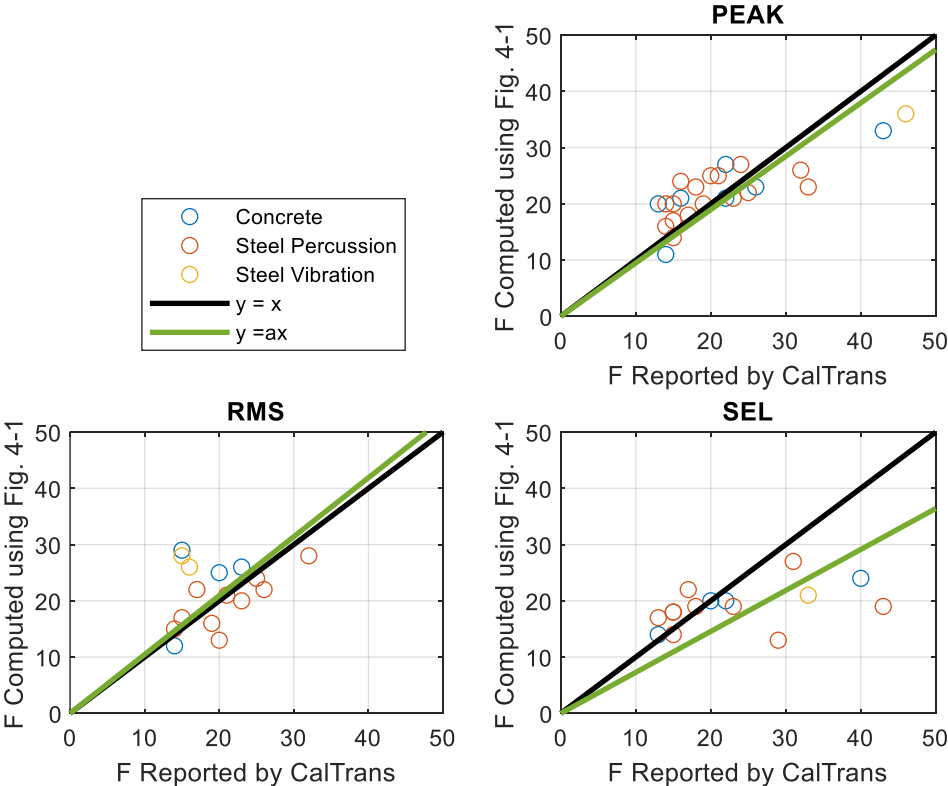 PEAK
F Computed using Fig. 4-1
50
40
30
20
10
0
0 10 20 30 40 50
F Reported by CalTrans
Concrete
Steel Percussion
Steel Vibration
y = x
y =ax
RMS
F Computed using Fig. 4-1
50
40
30
20
10
0
0 10 20 30 40 50
F Reported by CalTrans
SEL
F Computed using Fig. 4-1
50
40
30
20
10
0
0 10 20 30 40 50
F Reported by CalTrans